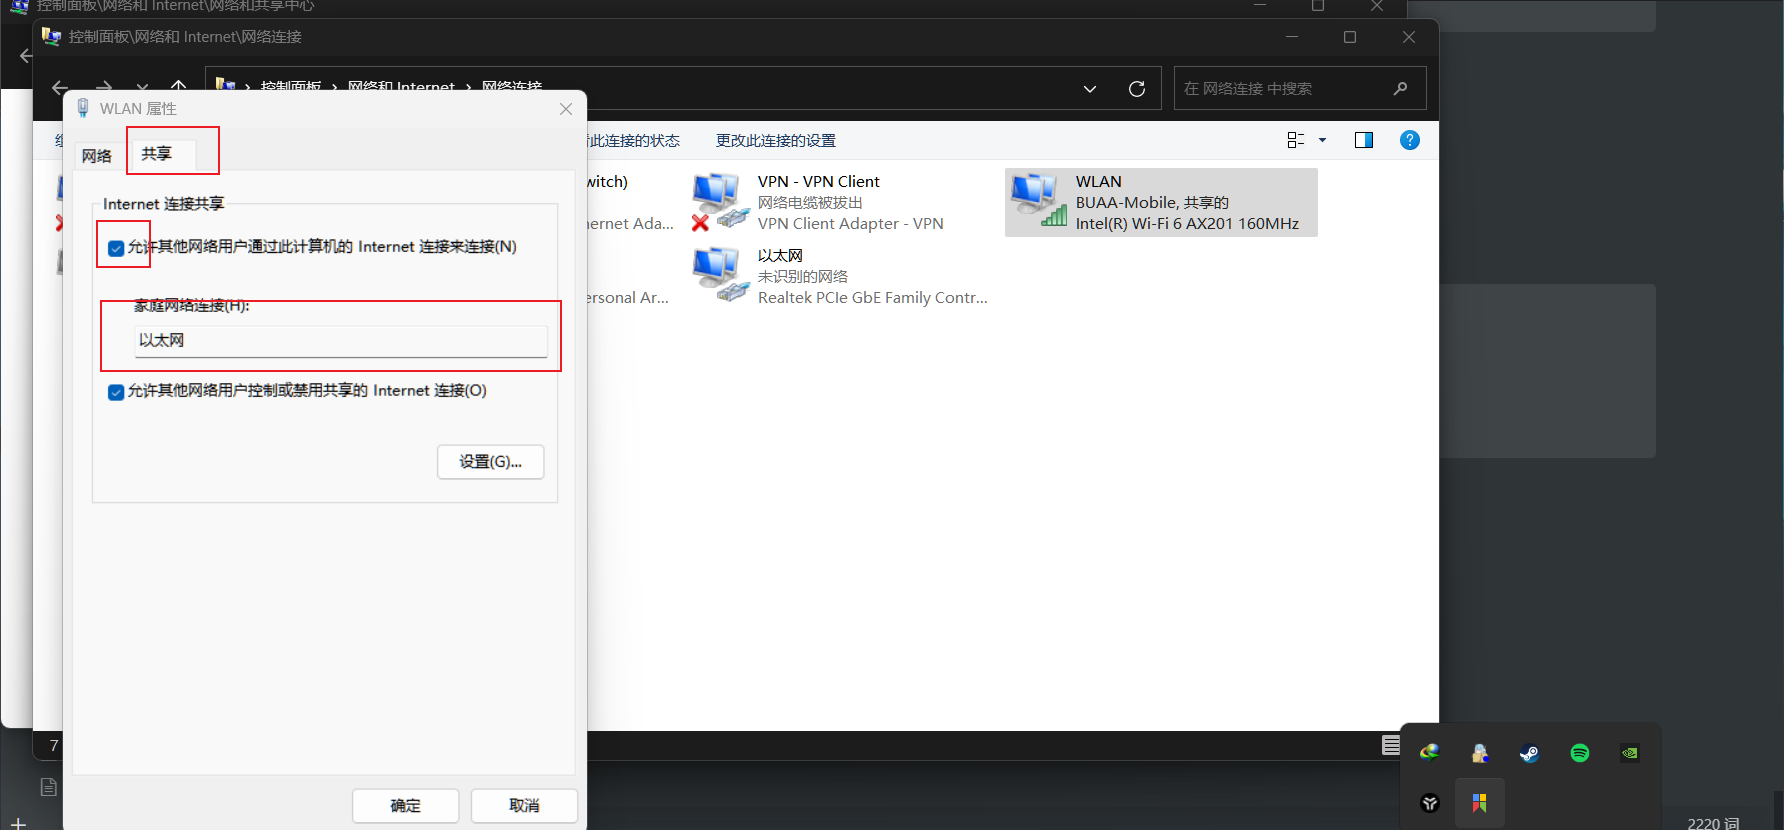 控制面板\网络和 Internet\网络和共享中心
控制面板\网络和 Internet\网络连接
控制面板 › 网络和 Internet › 网络连接
在 网络连接 中搜索
WLAN 属性
网络
共享
Internet 连接共享
允许其他网络用户通过此计算机的 Internet 连接来连接(N)
家庭网络连接(H):
以太网
允许其他网络用户控制或禁用共享的 Internet 连接(O)
设置(G)...
确定
取消
此连接的状态
更改此连接的设置
witch)
ernet Ada...
ersonal Ar...
VPN - VPN Client
网络电缆被拔出
VPN Client Adapter - VPN
以太网
未识别的网络
Realtek PCIe GbE Family Contr...
WLAN
BUAA-Mobile, 共享的
Intel(R) Wi-Fi 6 AX201 160MHz
7
2220 词